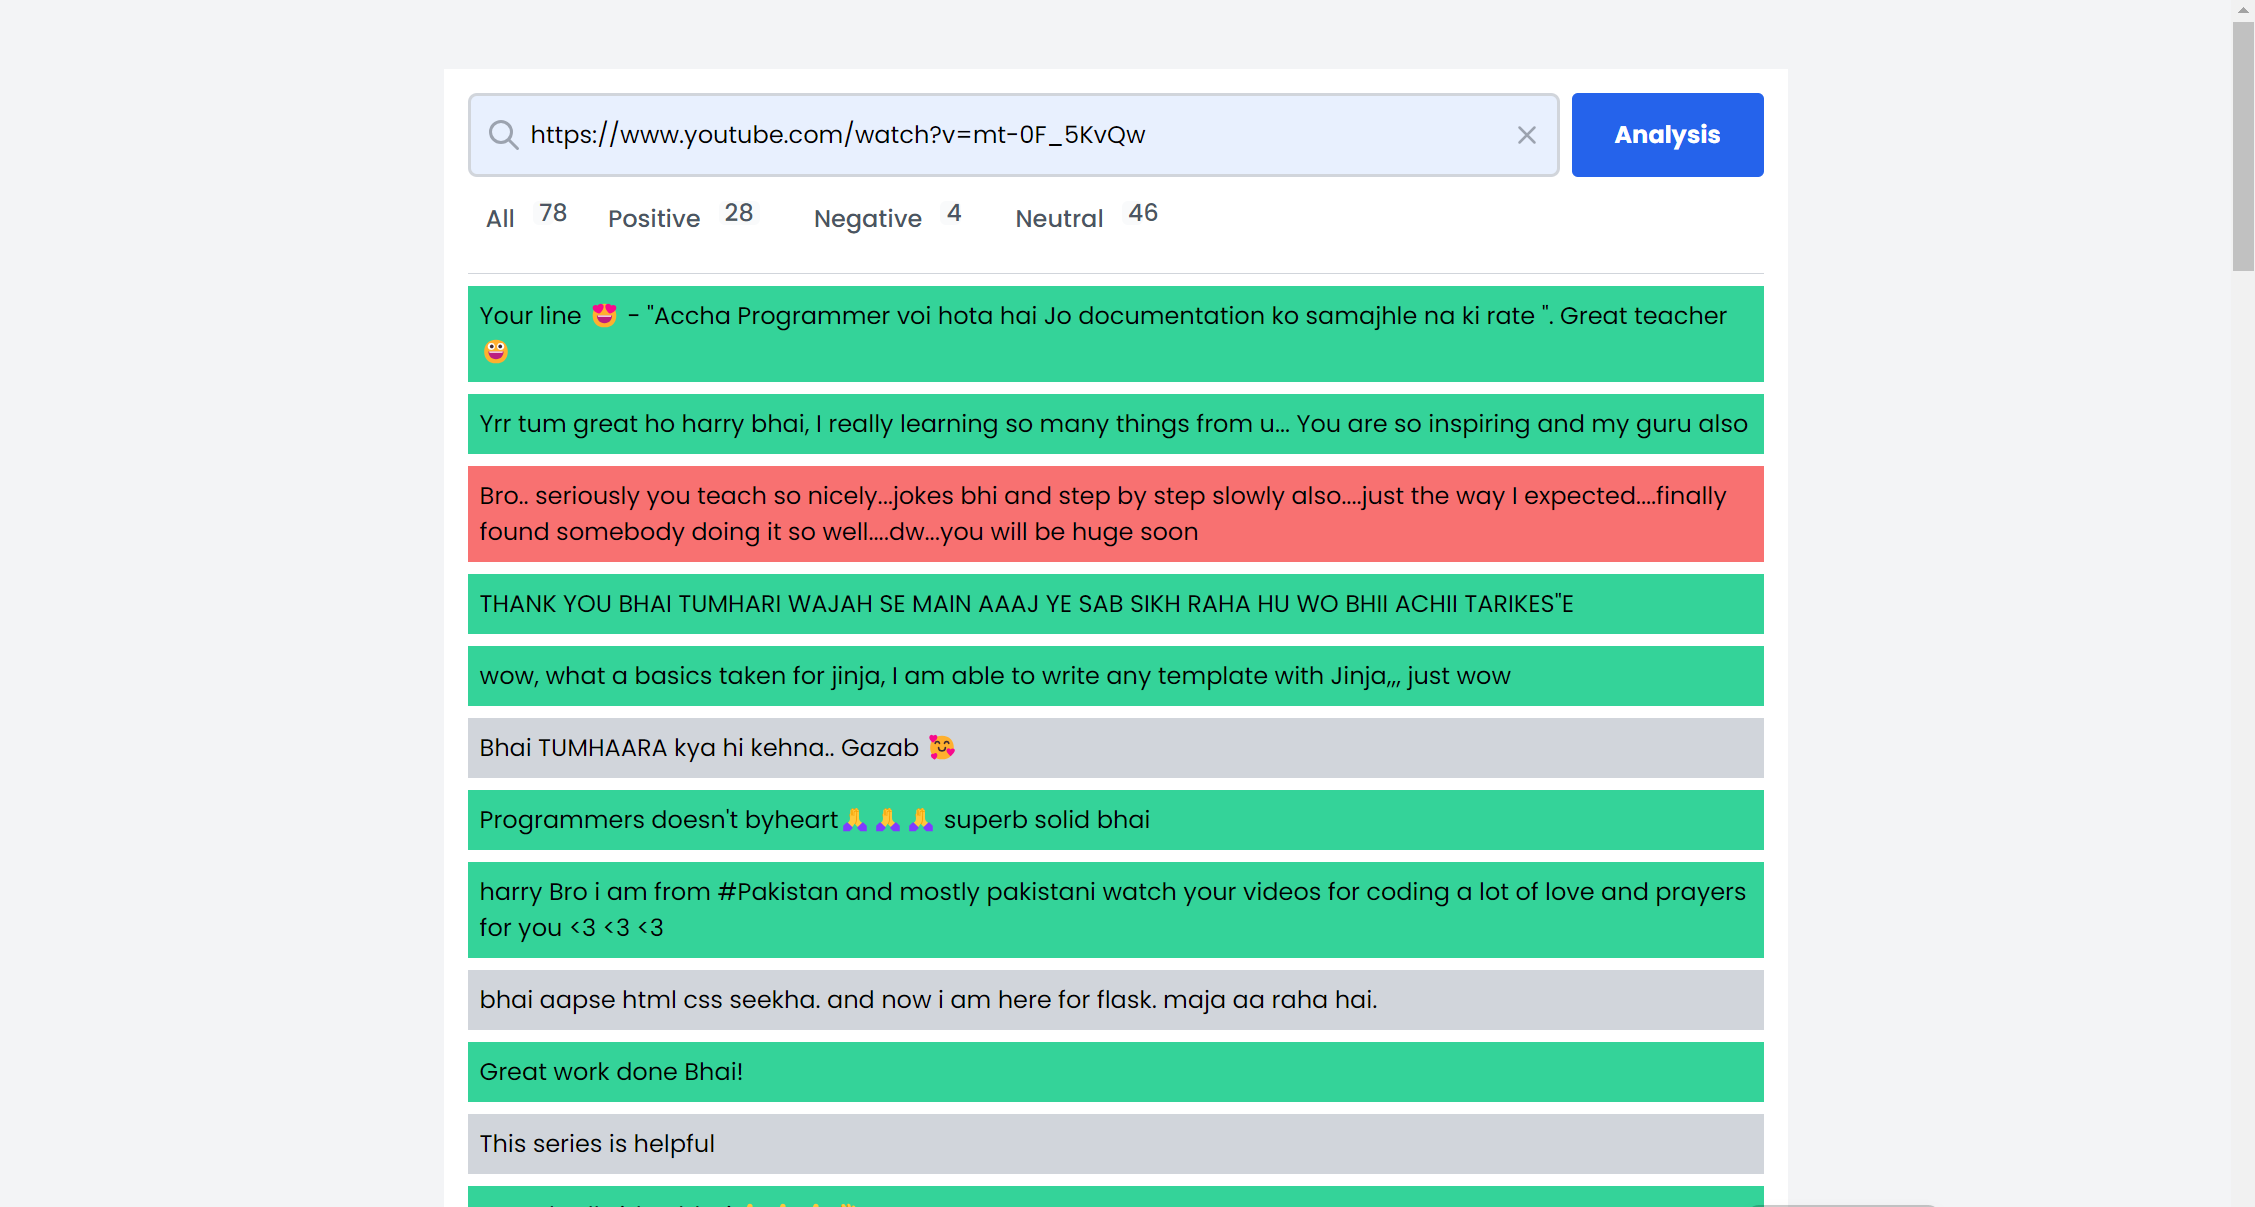 https://www.youtube.com/watch?v=mt-0F_5KvQw
Analysis
All 78 Positive 28 Negative 4 Neutral 46
Your line 😍 - "Accha Programmer voi hota hai Jo documentation ko samajhle na ki rate ". Great teacher
😀
Yrr tum great ho harry bhai, I really learning so many things from u... You are so inspiring and my guru also
Bro.. seriously you teach so nicely...jokes bhi and step by step slowly also....just the way I expected....finally
found somebody doing it so well....dw...you will be huge soon
THANK YOU BHAI TUMHARI WAJAH SE MAIN AAAJ YE SAB SIKH RAHA HU WO BHII ACHII TARIKES"E
wow, what a basics taken for jinja, I am able to write any template with Jinja,,, just wow
Bhai TUMHAARA kya hi kehna.. Gazab 🥰
Programmers doesn't byheart🙏🙏🙏 superb solid bhai
harry Bro i am from #Pakistan and mostly pakistani watch your videos for coding a lot of love and prayers
for you <3 <3 <3
bhai aapse html css seekha. and now i am here for flask. maja aa raha hai.
Great work done Bhai!
This series is helpful